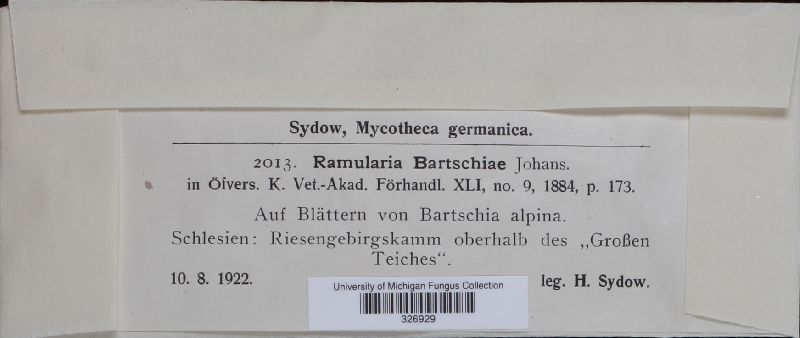 Sydow, Mycotheca germanica.
2013. Ramularia Bartschiae Johans.
in Öfvers. K. Vet.-Akad. Förhandl. XLI, no. 9, 1884, p. 173.
Auf Blättern von Bartschia alpina.
Schlesien: Riesengebirgskamm oberhalb des „Großen
Teiches“.
10. 8. 1922. leg. H. Sydow.
University of Michigan Fungus Collection
326929